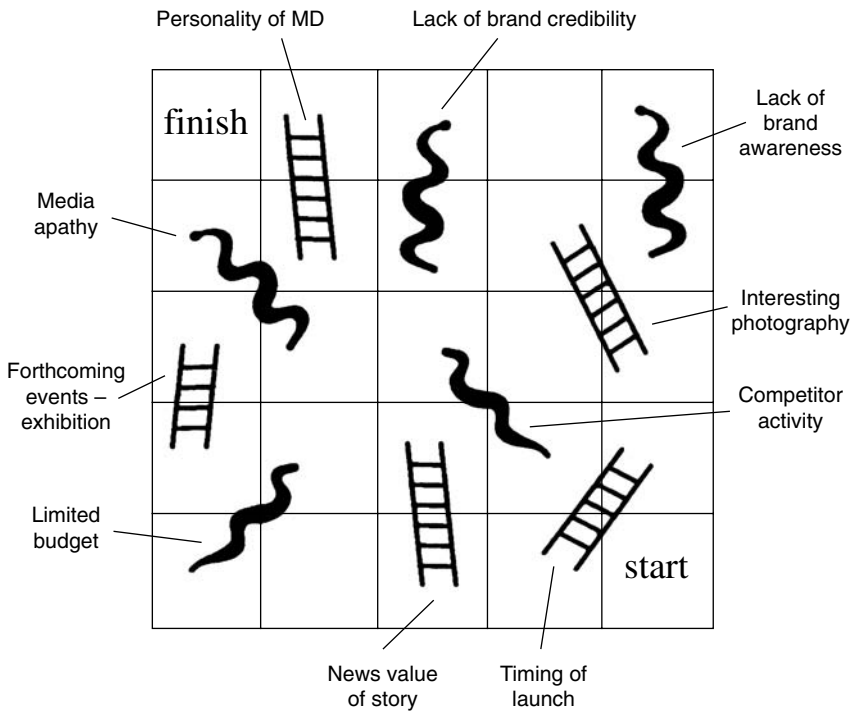 Personality of MD
Lack of brand credibility
finish
Lack of
brand
awareness
Media
apathy
Interesting
photography
Forthcoming
events –
exhibition
Competitor
activity
Limited
budget
start
News value
of story
Timing of
launch